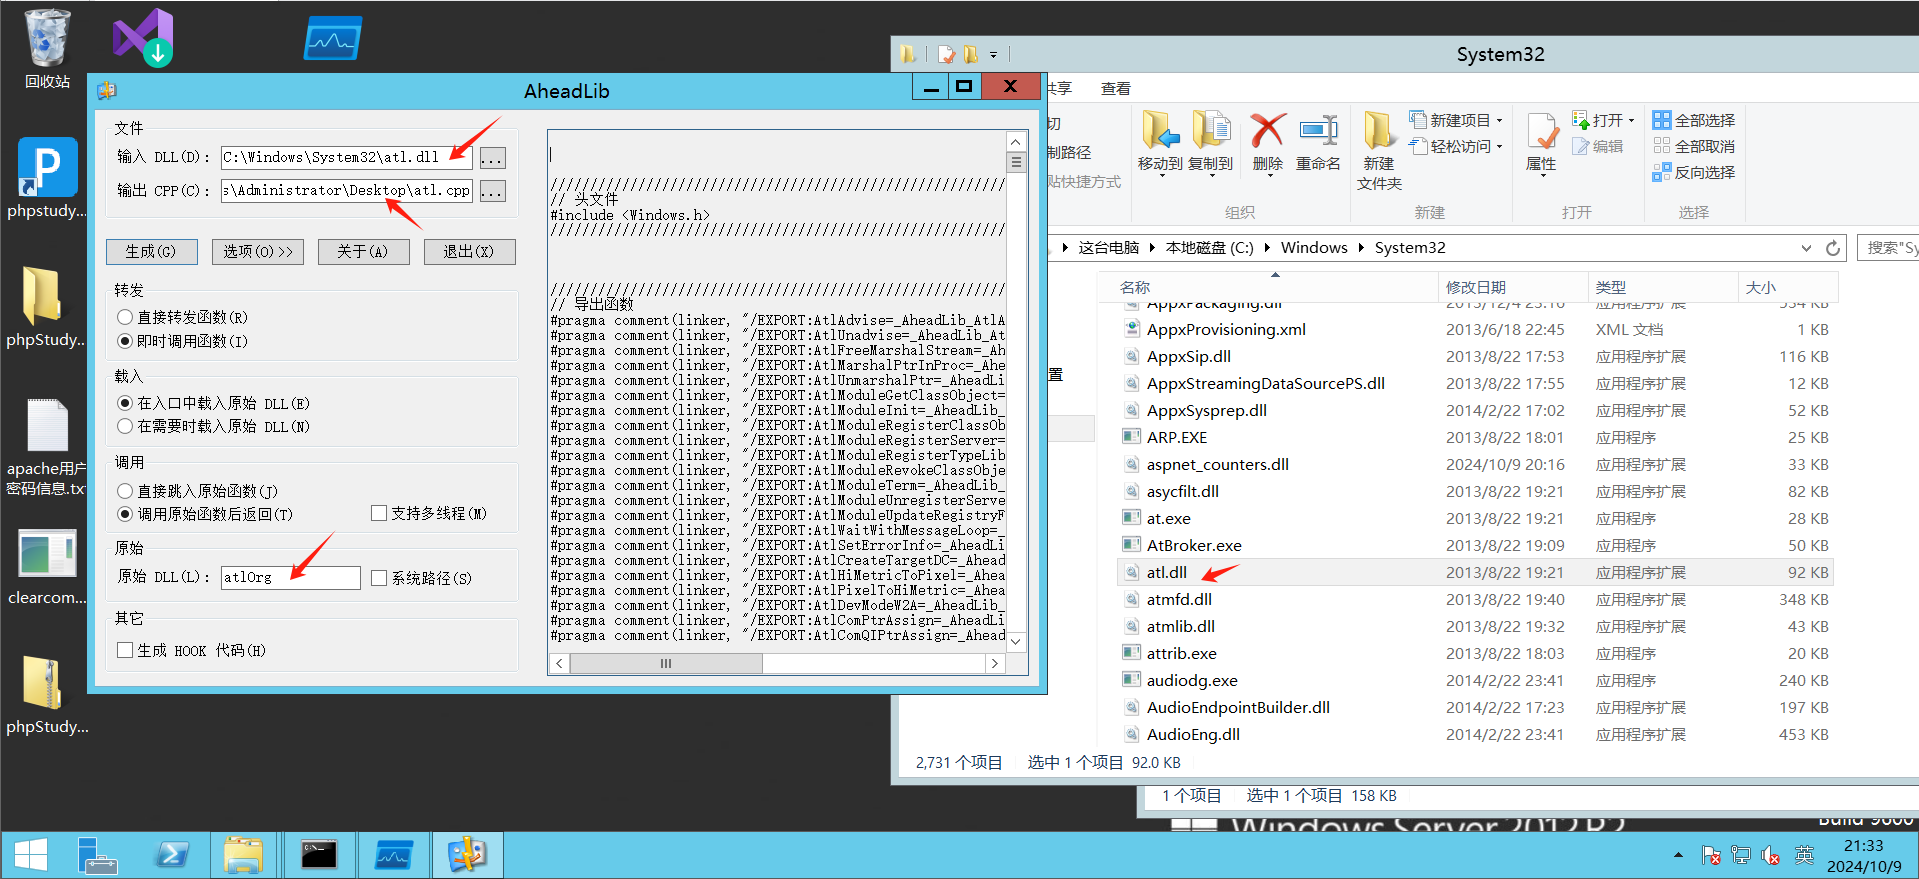 回收站
phpstudy...
phpStudy...
apache用户
密码信息.tx
clearcom...
phpStudy...
AheadLib
文件
输入 DLL(D):
C:\Windows\System32\atl.dll
...
输出 CPP(C):
s\Administrator\Desktop\atl.cpp
...
生成(G)
选项(O)>>
关于(A)
退出(X)
转发
直接转发函数(R)
即时调用函数(I)
载入
在入口中载入原始 DLL(E)
在需要时载入原始 DLL(N)
调用
直接跳入原始函数(J)
调用原始函数后返回(T)
支持多线程(M)
原始
原始 DLL(L):
atlOrg
系统路径(S)
其它
生成 HOOK 代码(H)
////////////////////////////////////////////////////////////
// 头文件
#include <Windows.h>
////////////////////////////////////////////////////////////
////////////////////////////////////////////////////////////
// 导出函数
#pragma comment(linker, "/EXPORT:AtlAdvise=_AheadLib_AtlA
#pragma comment(linker, "/EXPORT:AtlUnadvise=_AheadLib_At
#pragma comment(linker, "/EXPORT:AtlFreeMarshalStream=_Ah
#pragma comment(linker, "/EXPORT:AtlMarshalPtrInProc=_Ahe
#pragma comment(linker, "/EXPORT:AtlUnmarshalPtr=_AheadLi
#pragma comment(linker, "/EXPORT:AtlModuleGetClassObject=
#pragma comment(linker, "/EXPORT:AtlModuleInit=_AheadLib_
#pragma comment(linker, "/EXPORT:AtlModuleRegisterClassOb
#pragma comment(linker, "/EXPORT:AtlModuleRegisterServer=
#pragma comment(linker, "/EXPORT:AtlModuleRegisterTypeLib
#pragma comment(linker, "/EXPORT:AtlModuleRevokeClassObje
#pragma comment(linker, "/EXPORT:AtlModuleTerm=_AheadLib_
#pragma comment(linker, "/EXPORT:AtlModuleUnregisterServe
#pragma comment(linker, "/EXPORT:AtlModuleUpdateRegistryF
#pragma comment(linker, "/EXPORT:AtlWaitWithMessageLoop=_
#pragma comment(linker, "/EXPORT:AtlSetErrorInfo=_AheadLi
#pragma comment(linker, "/EXPORT:AtlCreateTargetDC=_Ahead
#pragma comment(linker, "/EXPORT:AtlHiMetricToPixel=_Ahea
#pragma comment(linker, "/EXPORT:AtlPixelToHiMetric=_Ahea
#pragma comment(linker, "/EXPORT:AtlDevModeW2A=_AheadLib_
#pragma comment(linker, "/EXPORT:AtlComPtrAssign=_AheadLi
#pragma comment(linker, "/EXPORT:AtlComQIPtrAssign=_Ahead
System32
共享 查看
切
制路径
贴快捷方式
移动到 复制到 删除 重命名
组织
新建
文件夹
新建项目
轻松访问
新建
属性
打开
编辑
打开
全部选择
全部取消
反向选择
选择
这台电脑 本地磁盘 (C:) Windows System32
搜索"Sy
置
名称 修改日期 类型 大小
AppxPackaging.dll 2013/12/4 23:16 应用程序扩展 534 KB
AppxProvisioning.xml 2013/6/18 22:45 XML 文档 1 KB
AppxSip.dll 2013/8/22 17:53 应用程序扩展 116 KB
AppxStreamingDataSourcePS.dll 2013/8/22 17:55 应用程序扩展 12 KB
AppxSysprep.dll 2014/2/22 17:02 应用程序扩展 52 KB
ARP.EXE 2013/8/22 18:01 应用程序 25 KB
aspnet_counters.dll 2024/10/9 20:16 应用程序扩展 33 KB
asycfilt.dll 2013/8/22 19:21 应用程序扩展 82 KB
at.exe 2013/8/22 19:21 应用程序 28 KB
AtBroker.exe 2013/8/22 19:09 应用程序 50 KB
atl.dll 2013/8/22 19:21 应用程序扩展 92 KB
atmfd.dll 2013/8/22 19:40 应用程序扩展 348 KB
atmlib.dll 2013/8/22 19:32 应用程序扩展 43 KB
attrib.exe 2013/8/22 18:03 应用程序 20 KB
audiodg.exe 2014/2/22 23:41 应用程序 240 KB
AudioEndpointBuilder.dll 2014/2/22 17:23 应用程序扩展 197 KB
AudioEng.dll 2014/2/22 23:41 应用程序扩展 453 KB
2,731 个项目 选中 1 个项目 92.0 KB
1 个项目 选中 1 个项目 158 KB
Windows Server 2012 R2
Build 9600
英
21:33
2024/10/9